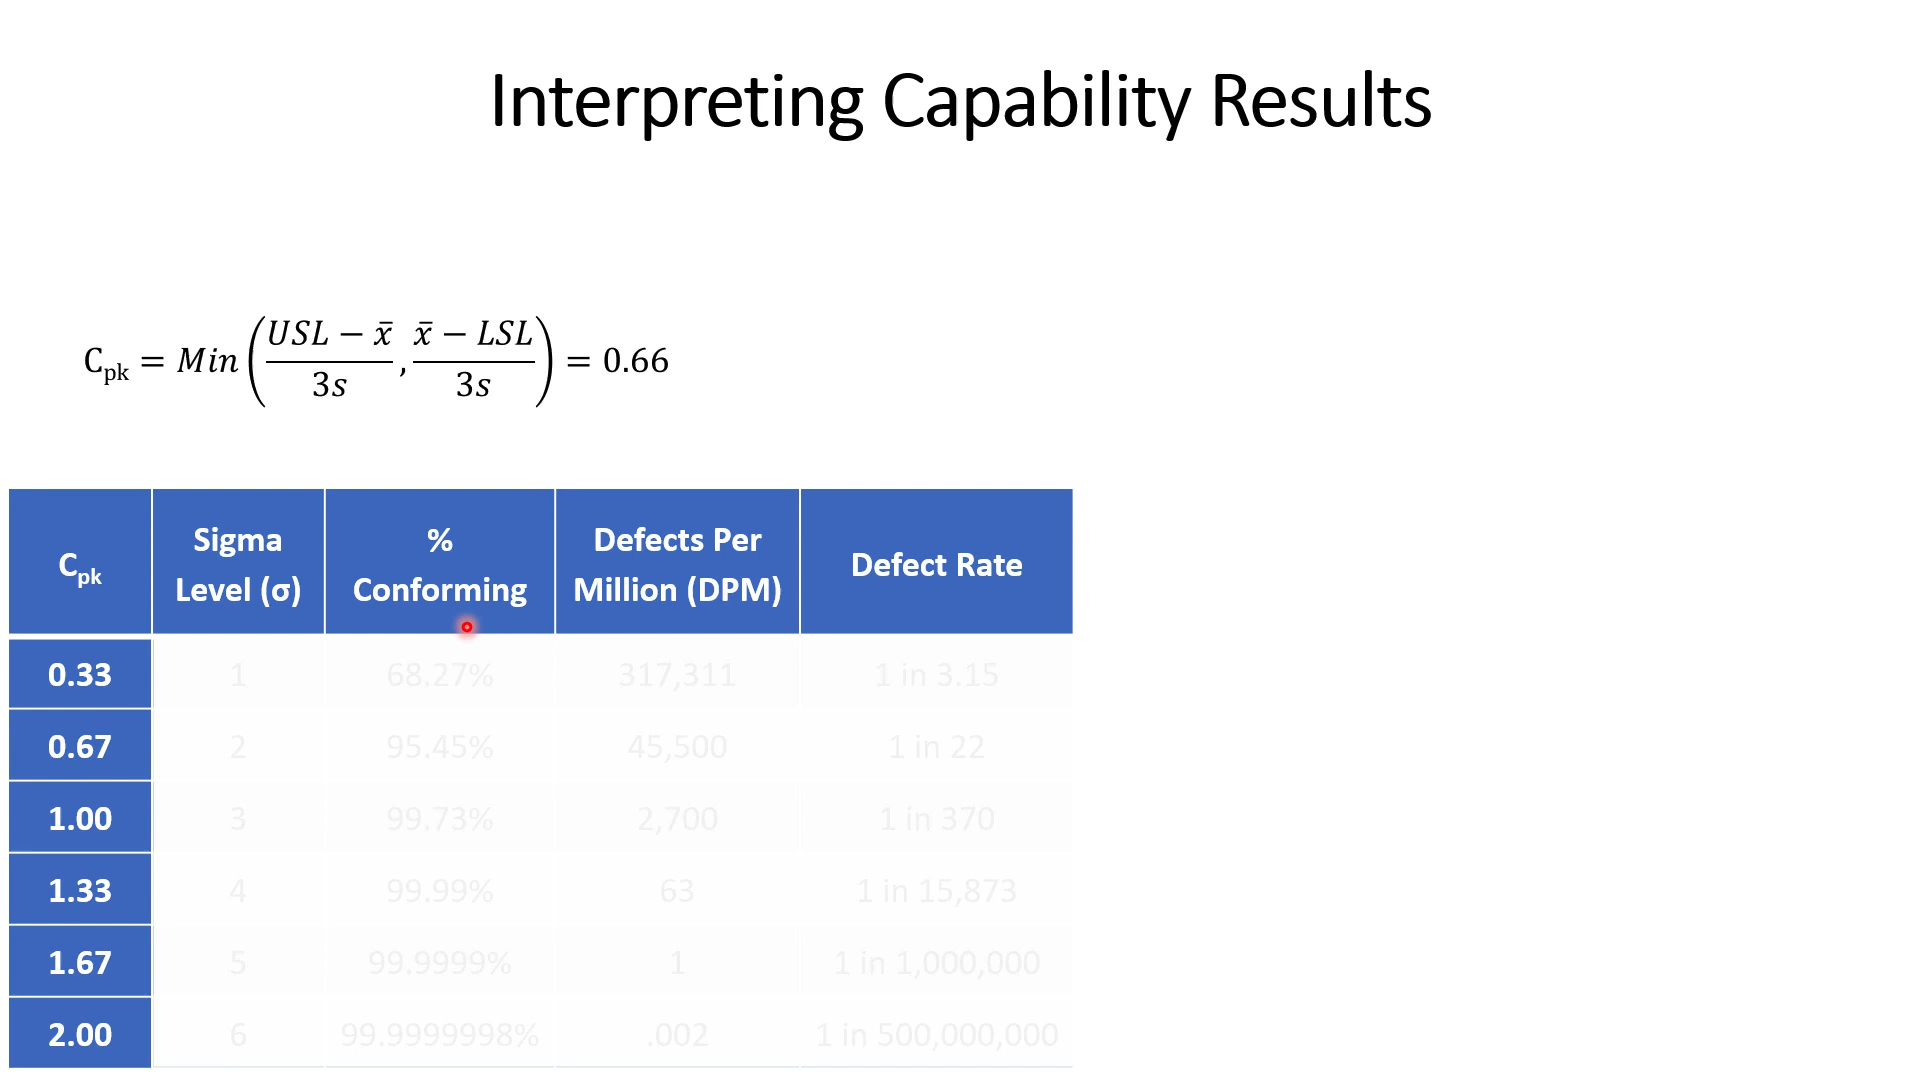 Interpreting Capability Results
Cpk = Min (USL − x̄ / 3s , x̄ − LSL / 3s) = 0.66
Cpk | Sigma Level (σ) | % Conforming | Defects Per Million (DPM) | Defect Rate
0.33 | 1 | 68.27% | 317,311 | 1 in 3.15
0.67 | 2 | 95.45% | 45,500 | 1 in 22
1.00 | 3 | 99.73% | 2,700 | 1 in 370
1.33 | 4 | 99.99% | 63 | 1 in 15,873
1.67 | 5 | 99.9999% | 1 | 1 in 1,000,000
2.00 | 6 | 99.9999998% | .002 | 1 in 500,000,000